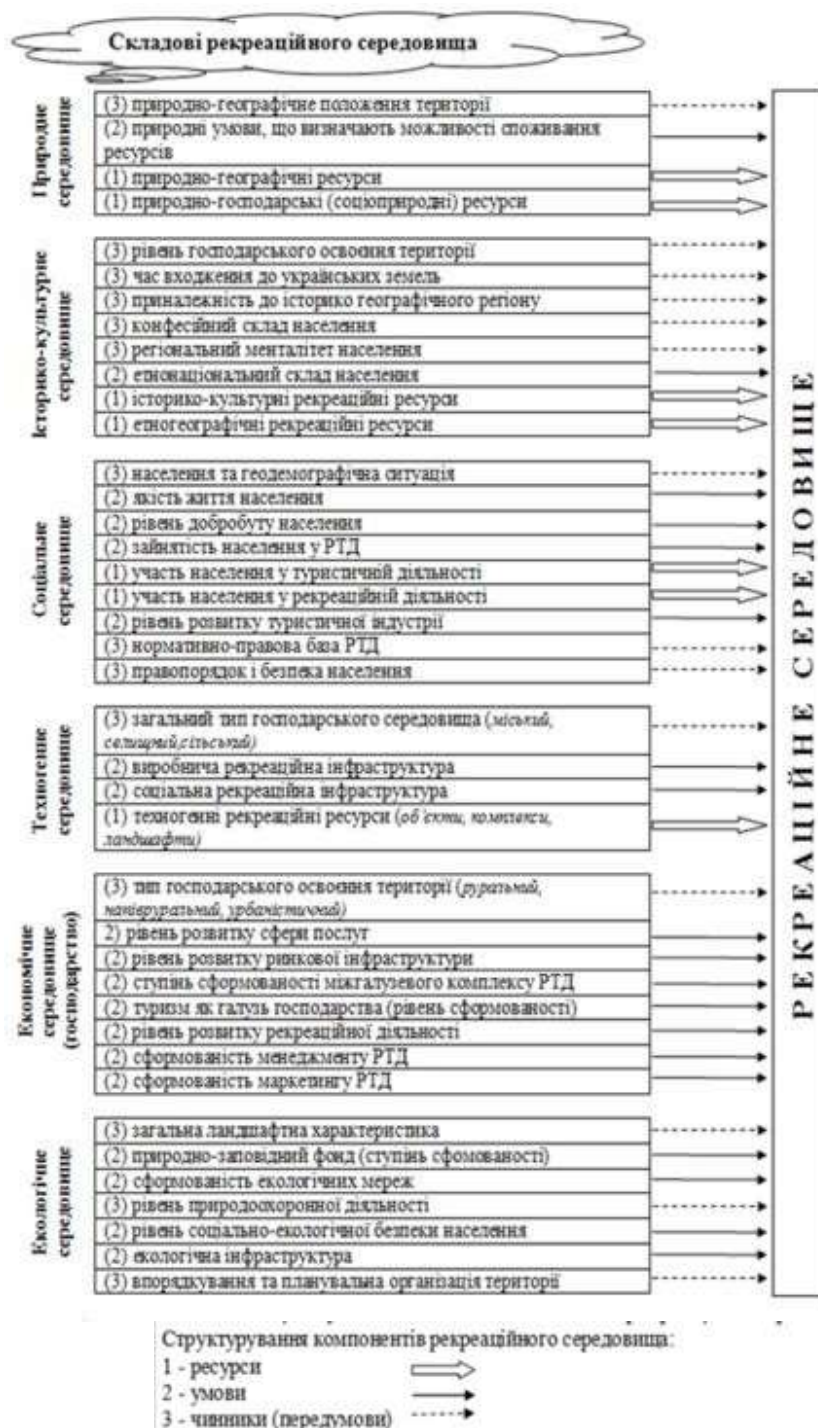 Складові рекреаційного середовища
Природне
середовище
(3) природно-географічне положення території
(2) природні умови, що визначають можливості споживання
ресурсів
(1) природно-географічні ресурси
(1) природно-господарські (соціоприродні) ресурси
Історико-культурне
середовище
(3) рівень господарського освоєння території
(3) час входження до українських земель
(3) приналежність до історико географічного регіону
(3) конфесійний склад населення
(3) регіональний менталітет населення
(2) етнонаціональний склад населення
(1) історико-культурні рекреаційні ресурси
(1) етногеографічні рекреаційні ресурси
Соціальне
середовище
(3) населення та геодемографічна ситуація
(2) якість життя населення
(2) рівень добробуту населення
(2) зайнятість населення у РТД
(1) участь населення у туристичній діяльності
(1) участь населення у рекреаційній діяльності
(2) рівень розвитку туристичної індустрії
(3) нормативно-правова база РТД
(3) правопорядок і безпека населення
Техногенне
середовище
(3) загальний тип господарського середовища (міський,
селищний,сільський)
(2) виробнича рекреаційна інфраструктура
(2) соціальна рекреаційна інфраструктура
(1) техногенні рекреаційні ресурси (об'єкти, комплекси,
ландшафти)
Економічне
середовище
(господарство)
(3) тип господарського освоєння території (руральний,
напівруральний, урбаністичний)
2) рівень розвитку сфери послуг
(2) рівень розвитку ринкової інфраструктури
(2) ступінь сформованості міжгалузевого комплексу РТД
(2) туризм як галузь господарства (рівень сформованості)
(2) рівень розвитку рекреаційної діяльності
(2) сформованість менеджменту РТД
(2) сформованість маркетингу РТД
Екологічне
середовище
(3) загальна ландшафтна характеристика
(2) природно-заповідний фонд (ступінь сфомованості)
(2) сформованість екологічних мереж
(3) рівень природоохоронної діяльності
(2) рівень соціально-екологічної безпеки населення
(2) екологічна інфраструктура
(3) впорядкування та планувальна організація території
РЕКРЕАЦІЙНЕ СЕРЕДОВИЩЕ
Структурування компонентів рекреаційного середовища:
1 - ресурси
2 - умови
3 - чинники (передумови)